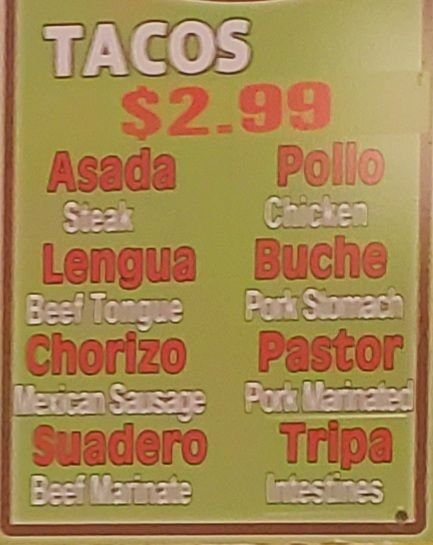 TACOS
$2.99
Asada Pollo
Steak Chicken
Lengua Buche
Beef Tongue Pork Stomach
Chorizo Pastor
Mexican Sausage Pork Marinated
Suadero Tripa
Beef Marinate Intestines